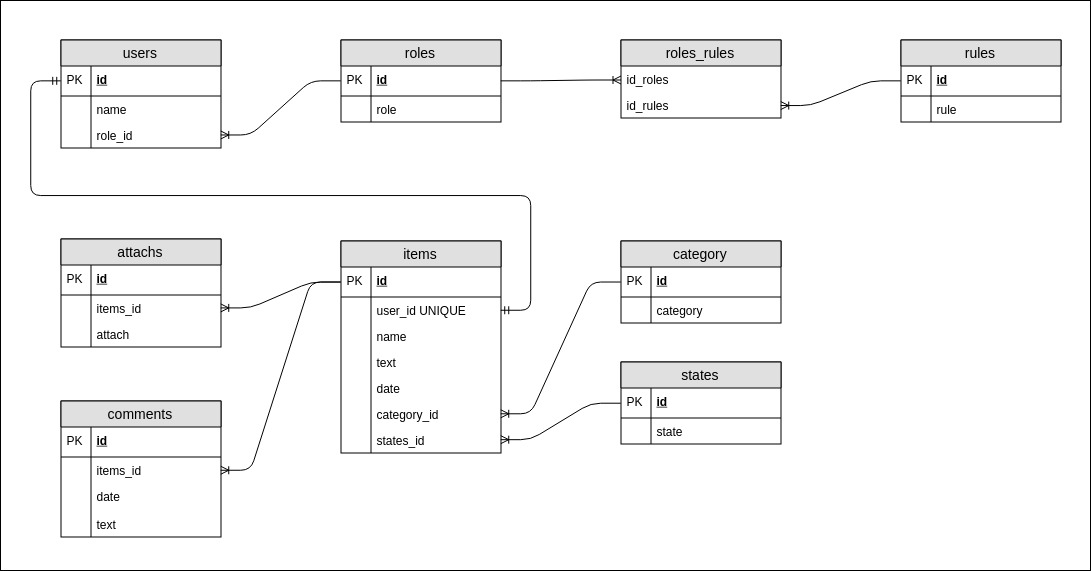 users
PK id
name
role_id
roles
PK id
role
roles_rules
id_roles
id_rules
rules
PK id
rule
attachs
PK id
items_id
attach
items
PK id
user_id UNIQUE
name
text
date
category_id
states_id
category
PK id
category
states
PK id
state
comments
PK id
items_id
date
text